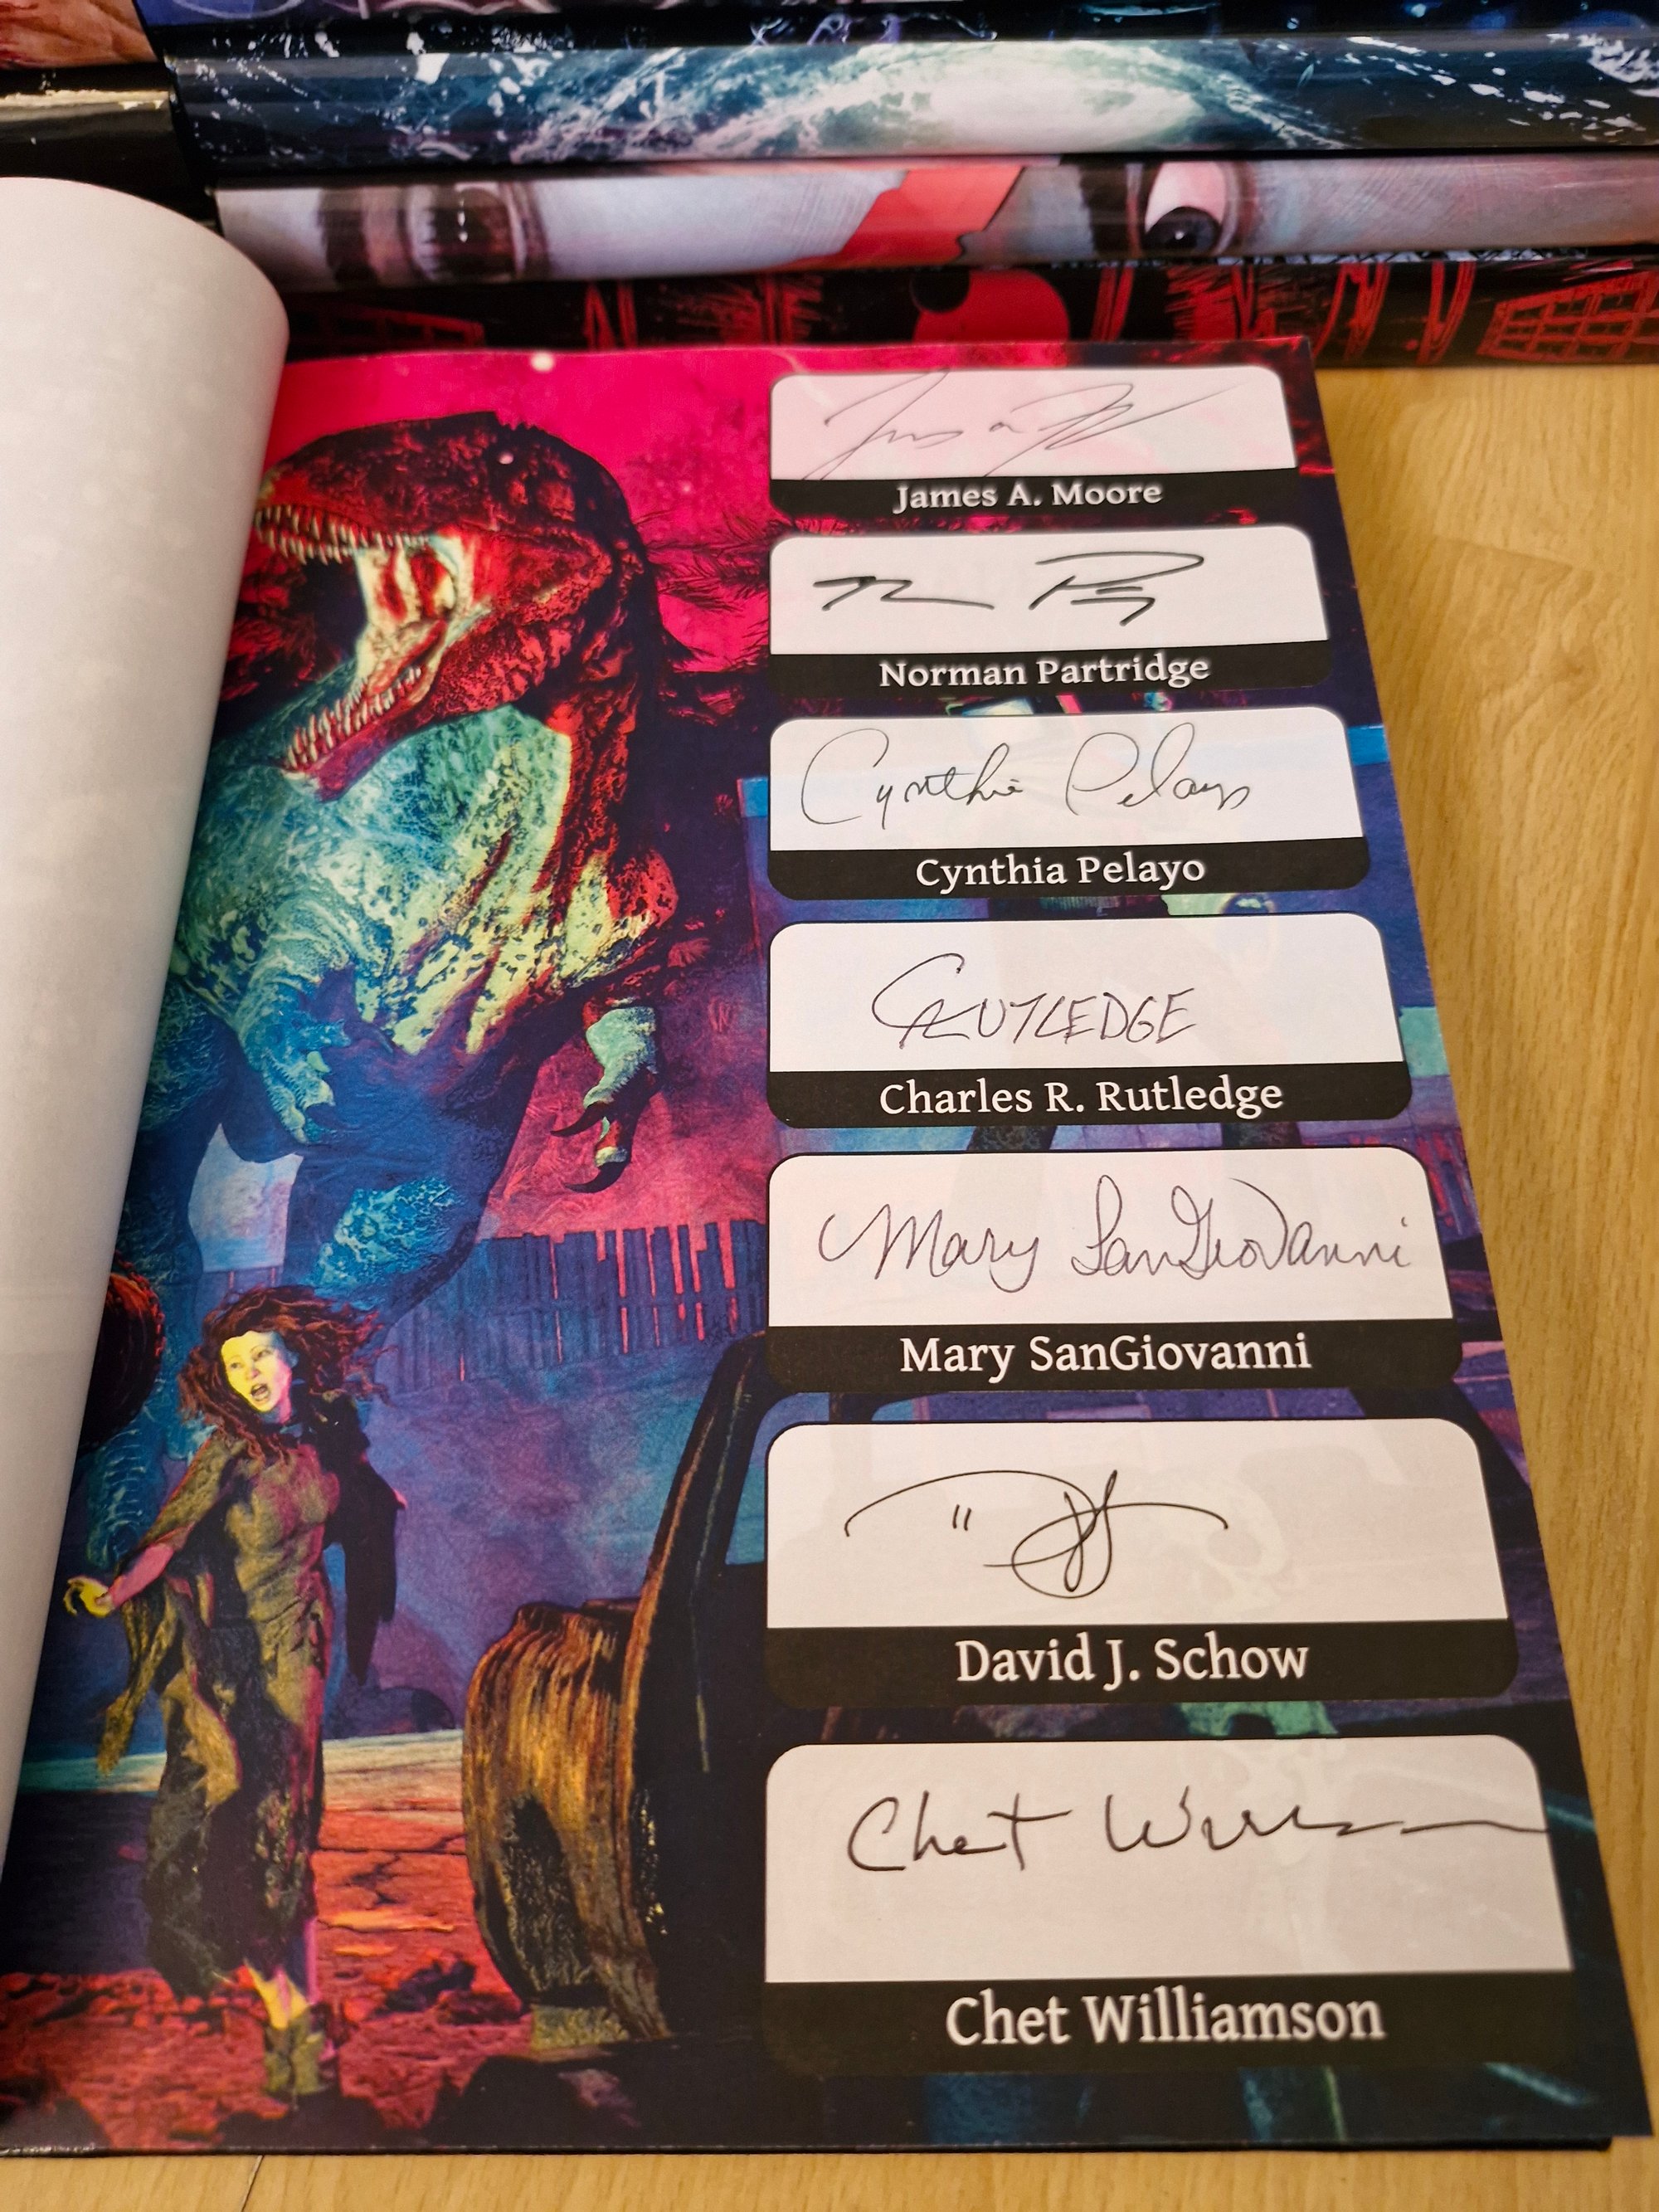 James A. Moore
Norman Partridge
Cynthia Pelayo
Cynthia Pelayo
CRRUTLEDGE
Charles R. Rutledge
Mary SanGiovanni
Mary SanGiovanni
David J. Schow
Chet
Chet Williamson